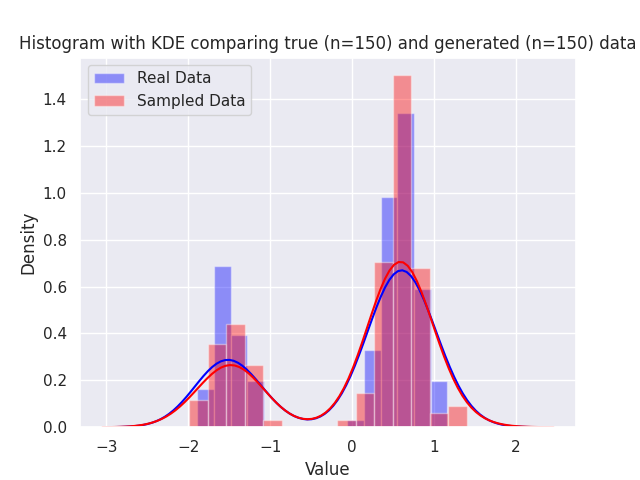 Histogram with KDE comparing true (n=150) and generated (n=150) data
Real Data
Sampled Data
Density
1.4
1.2
1.0
0.8
0.6
0.4
0.2
0.0
−3 −2 −1 0 1 2
Value